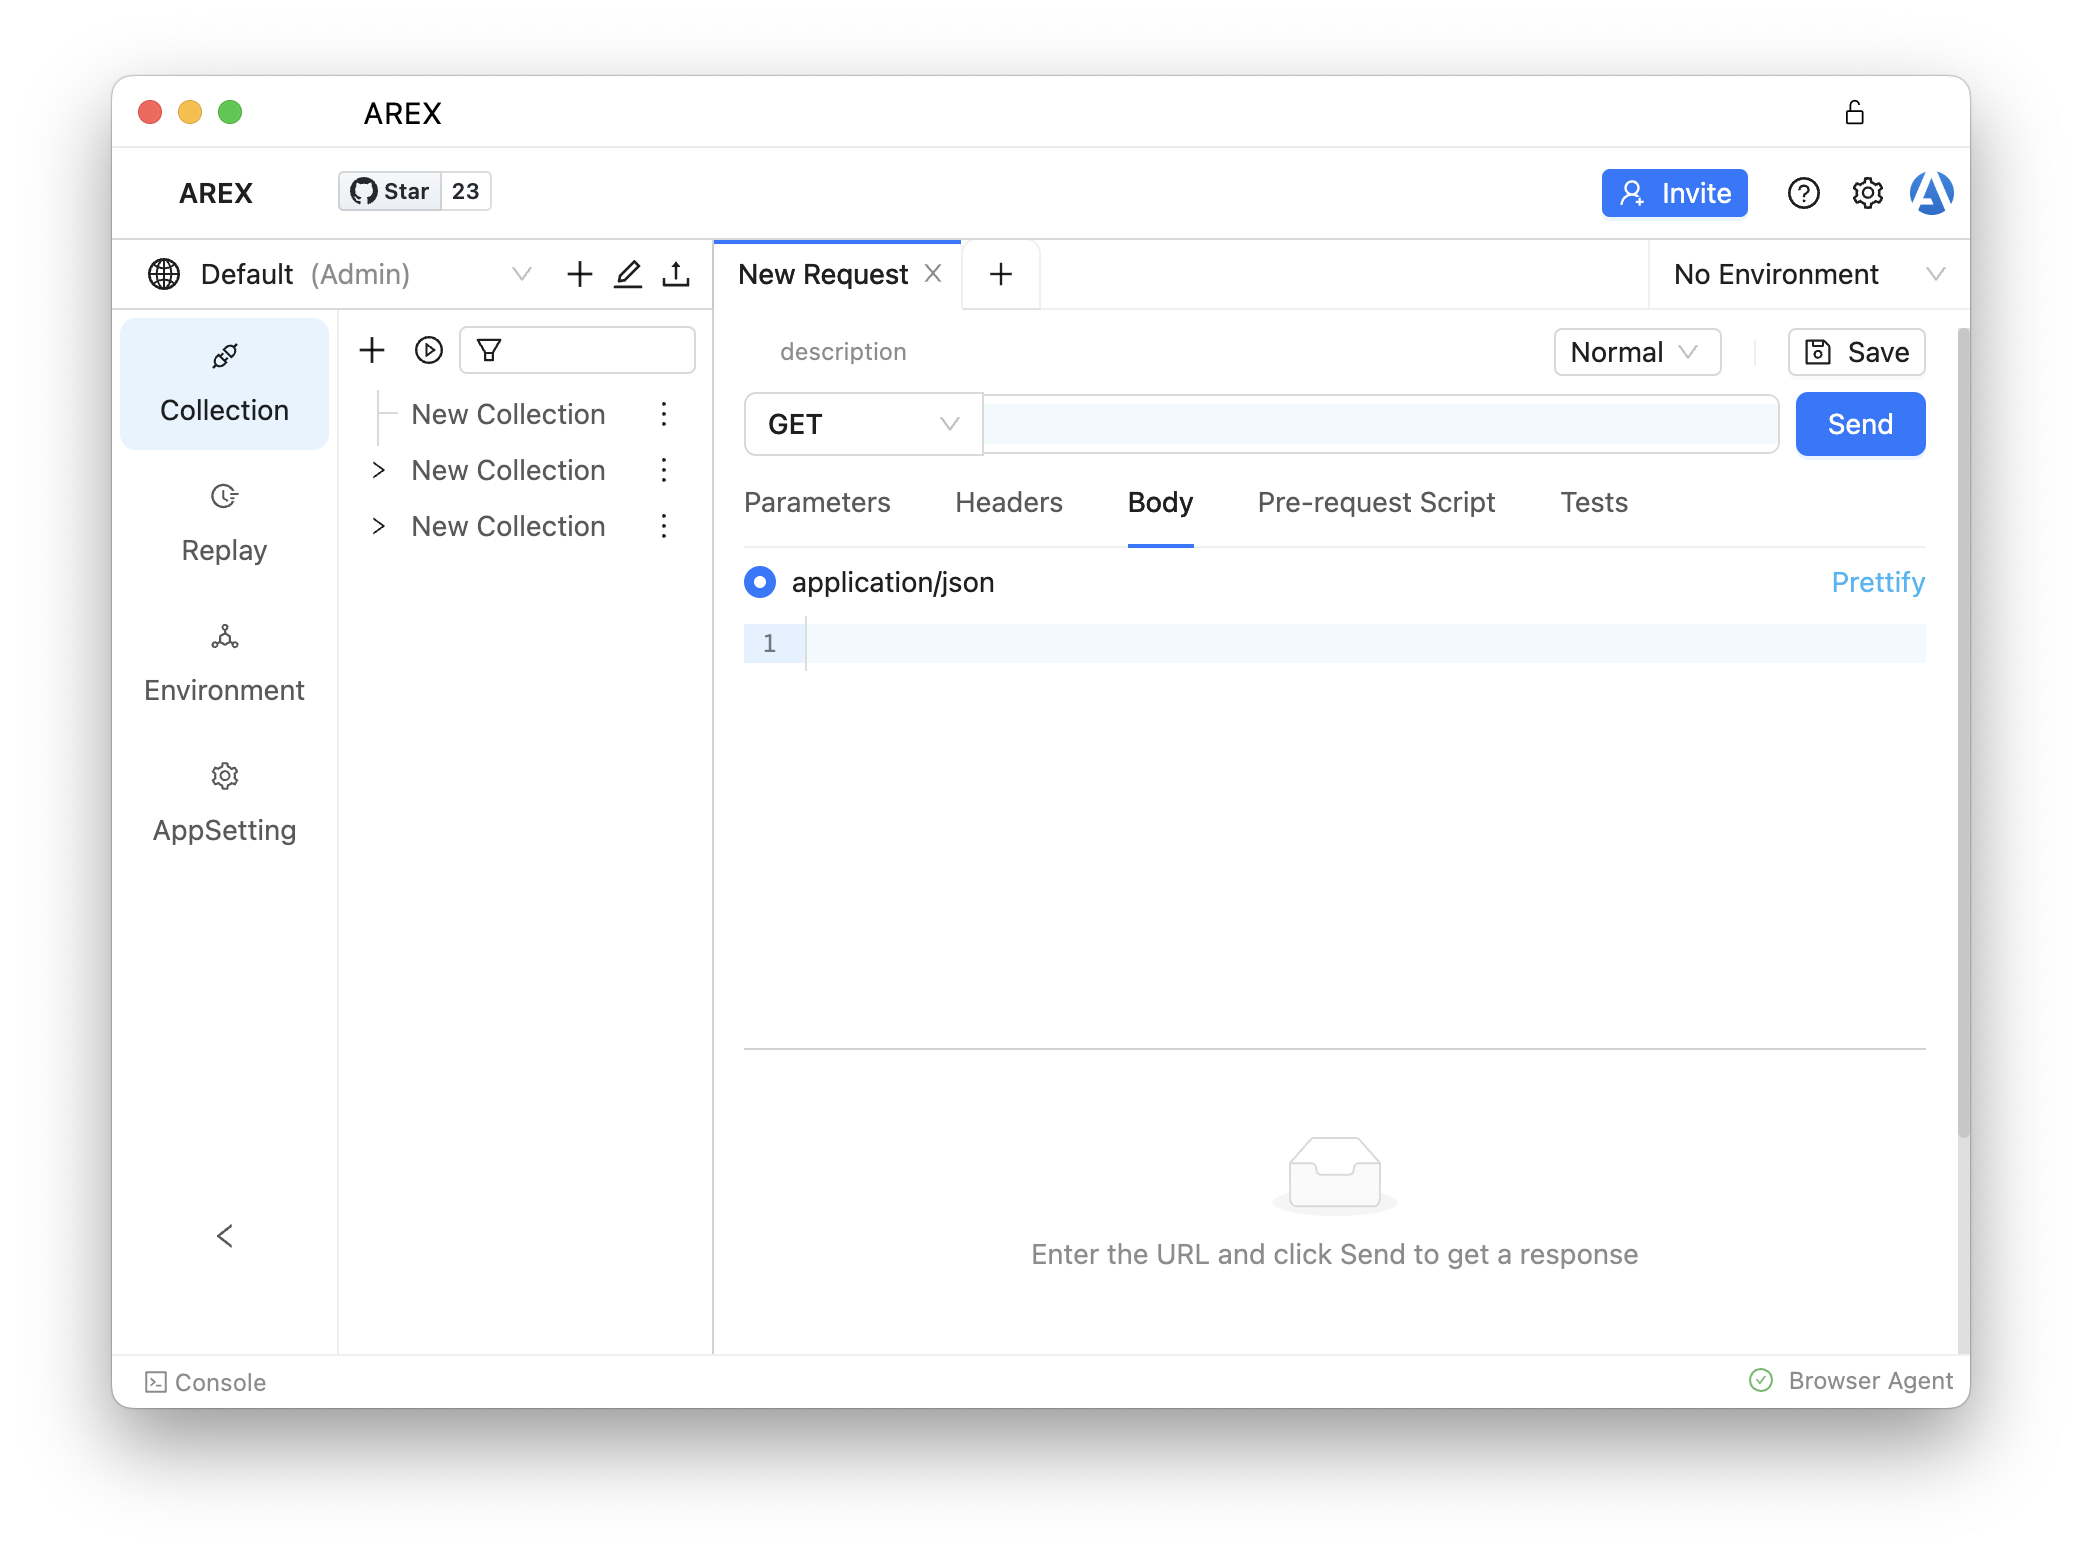 AREX
AREX
Star 23
Invite
Default (Admin)
New Request
No Environment
Collection
Replay
Environment
AppSetting
New Collection
New Collection
New Collection
description
Normal
Save
GET
Send
Parameters Headers Body Pre-request Script Tests
application/json
Prettify
1
Enter the URL and click Send to get a response
Console
Browser Agent